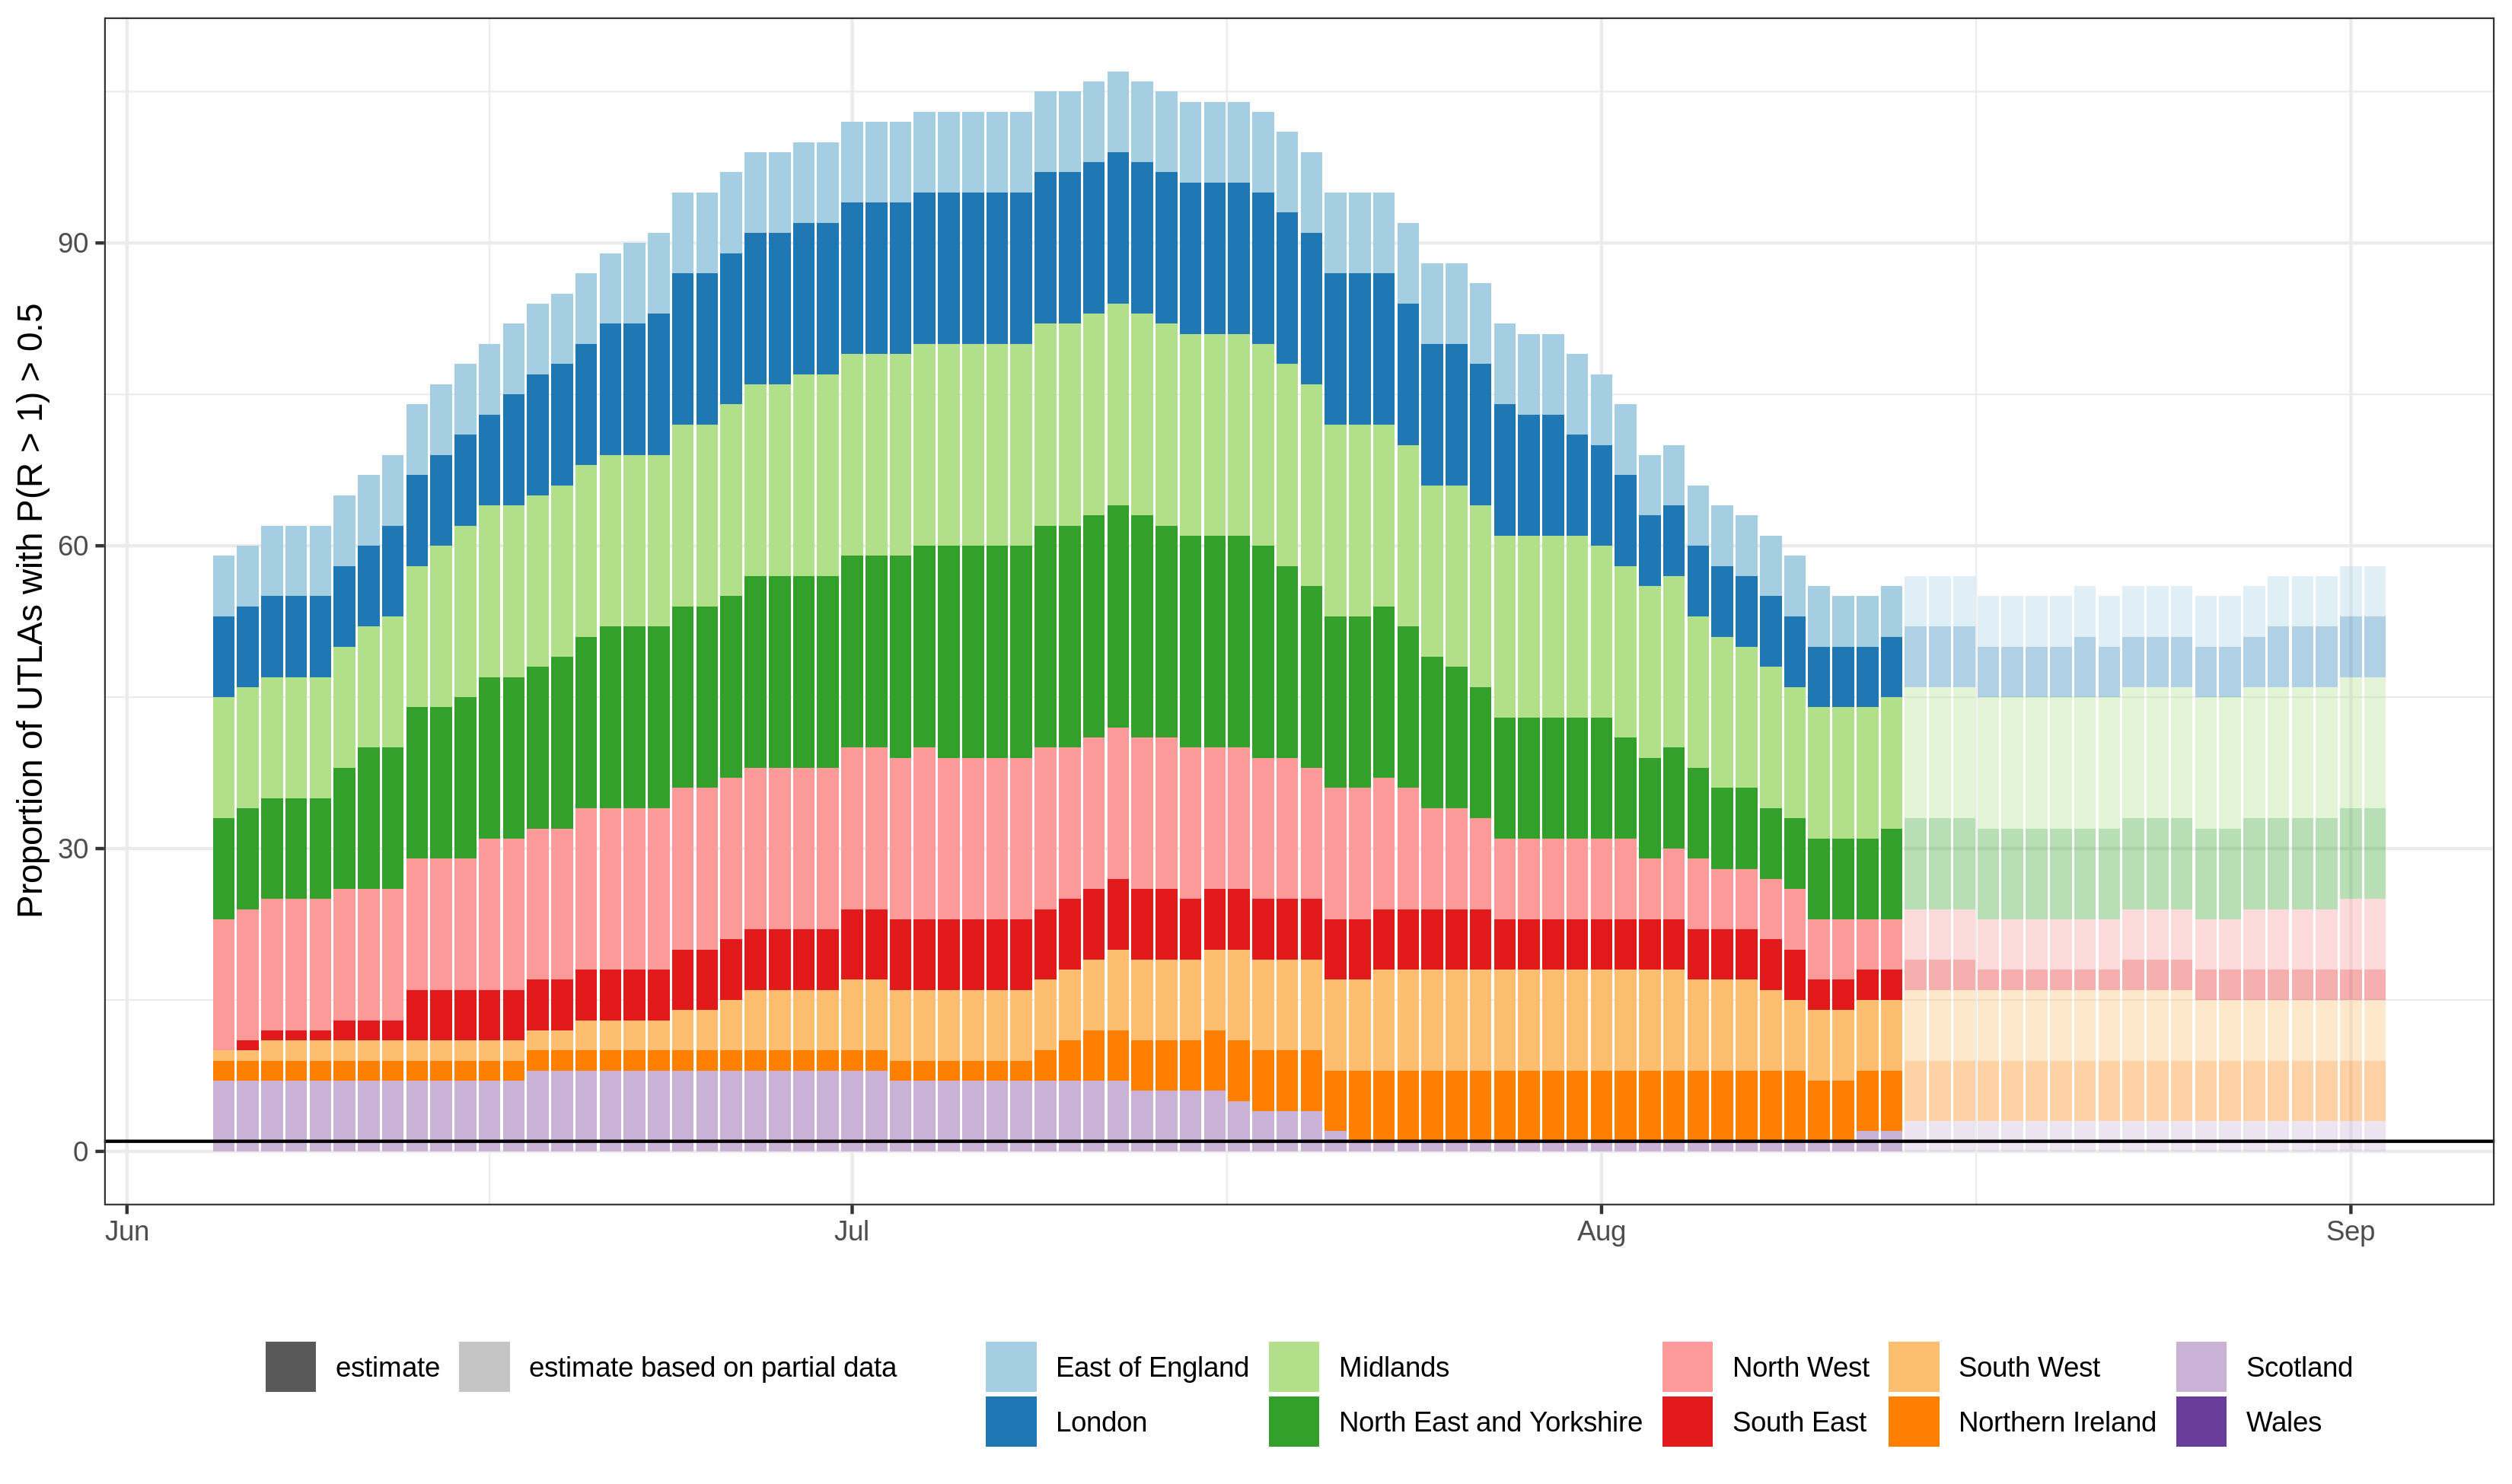 Proportion of UTLAs with P(R > 1) > 0.5
90
60
30
0
Jun Jul Aug Sep
estimate estimate based on partial data East of England Midlands North West South West Scotland
London North East and Yorkshire South East Northern Ireland Wales